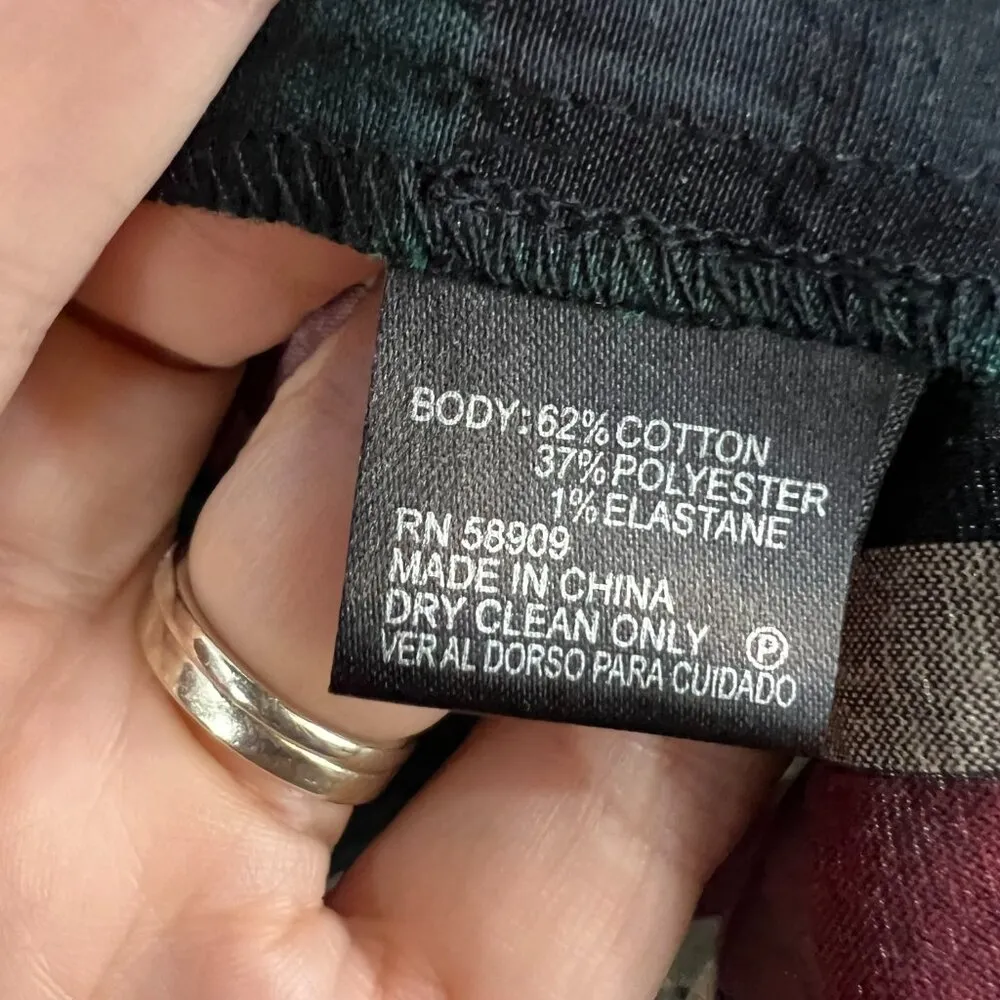 BODY: 62% COTTON
37% POLYESTER
1% ELASTANE
RN 58909
MADE IN CHINA
DRY CLEAN ONLY Ⓟ
VER AL DORSO PARA CUIDADO